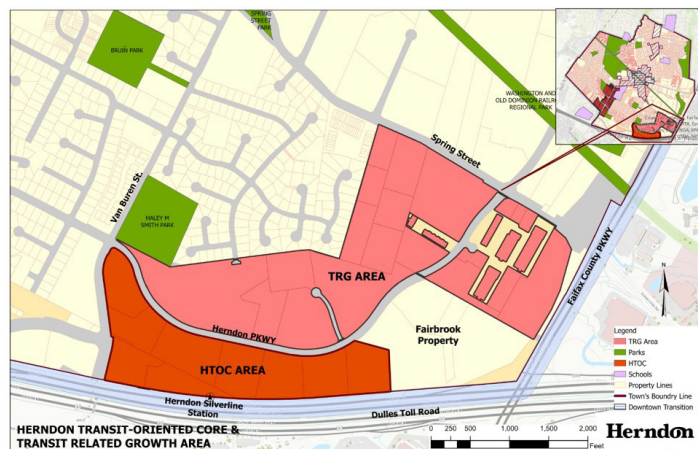 BRUIN PARK
SPRING
STREET
PARK
WASHINGTON AND
OLD DOMINION RAILRO
REGIONAL PARK
Spring Street
Van Buren St.
HALEY M
SMITH PARK
TRG AREA
Herndon PKWY
Fairbrook
Property
HTOC AREA
Fairfax County PKWY
N
Herndon Silverline
Station
Dulles Toll Road
Legend
TRG Area
Parks
HTOC
Schools
Property Lines
Town's Boundry Line
Downtown Transition
HERNDON TRANSIT-ORIENTED CORE &
TRANSIT RELATED GROWTH AREA
0 250 500 1,000 1,500 2,000
Feet
Herndon